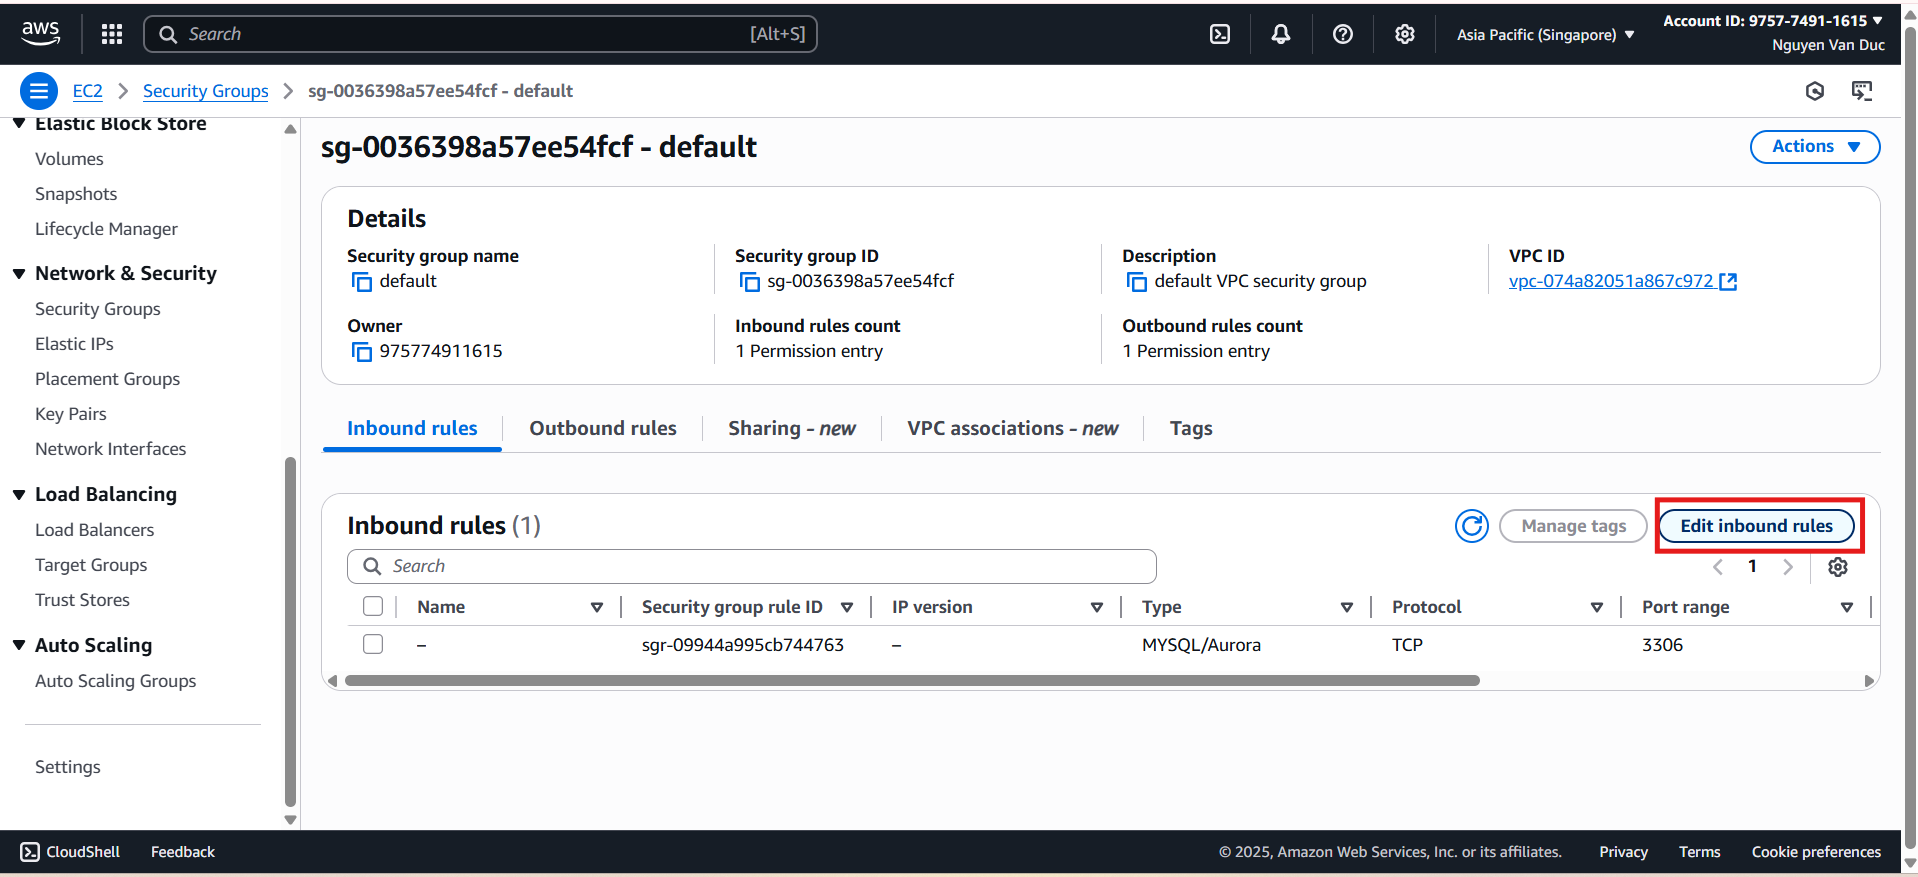 aws
Search [Alt+S]
Asia Pacific (Singapore)
Account ID: 9757-7491-1615
Nguyen Van Duc
EC2
Security Groups
sg-0036398a57ee54fcf - default
Elastic Block Store
Volumes
Snapshots
Lifecycle Manager
Network & Security
Security Groups
Elastic IPs
Placement Groups
Key Pairs
Network Interfaces
Load Balancing
Load Balancers
Target Groups
Trust Stores
Auto Scaling
Auto Scaling Groups
Settings
sg-0036398a57ee54fcf - default
Actions
Details
Security group name
default
Security group ID
sg-0036398a57ee54fcf
Description
default VPC security group
VPC ID
vpc-074a82051a867c972
Owner
975774911615
Inbound rules count
1 Permission entry
Outbound rules count
1 Permission entry
Inbound rules
Outbound rules
Sharing - new
VPC associations - new
Tags
Inbound rules (1)
Manage tags
Edit inbound rules
Search
1
Name Security group rule ID IP version Type Protocol Port range
– sgr-09944a995cb744763 – MYSQL/Aurora TCP 3306
CloudShell Feedback
© 2025, Amazon Web Services, Inc. or its affiliates. Privacy Terms Cookie preferences